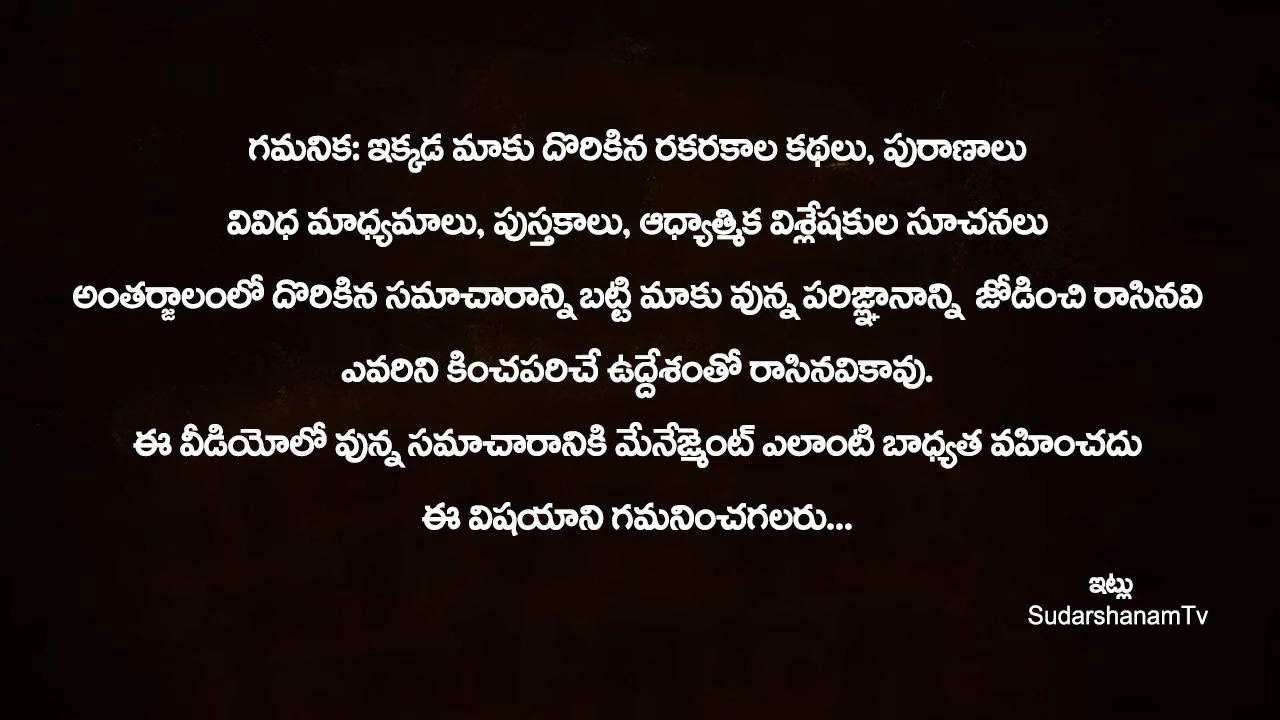 గమనిక: ఇక్కడ మాకు దొరికిన రకరకాల కథలు, పురాణాలు
వివిధ మాధ్యమాలు, పుస్తకాలు, ఆధ్యాత్మిక విశ్లేషకుల సూచనలు
అంతర్జాలంలో దొరికిన సమాచారాన్ని బట్టి మాకు వున్న పరిజ్ఞానాన్ని జోడించి రాసినవి
ఎవరిని కించపరిచే ఉద్దేశంతో రాసినవికావు.
ఈ వీడియోలో వున్న సమాచారానికి మేనేజ్మెంట్ ఎలాంటి బాధ్యత వహించదు
ఈ విషయాని గమనించగలరు...
ఇట్లు
SudarshanamTv